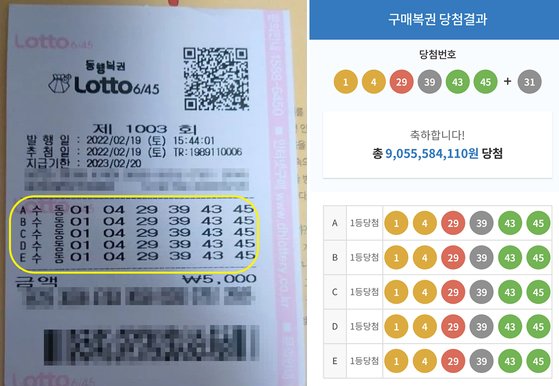 Lotto 6/45
동행복권
Lotto 6/45
제 1003 회
발 행 일 : 2022/02/19 (토) 15:44:01
추 첨 일 : 2022/02/19 (토) TR:1989110006
지급기한 : 2023/02/20
A 수 동 01 04 29 39 43 45
B 수 동 01 04 29 39 43 45
C 수 동 01 04 29 39 43 45
D 수 동 01 04 29 39 43 45
E 수 동 01 04 29 39 43 45
금액 ₩5,000
Lotto 6/45
구매복권 당첨결과
당첨번호
1 4 29 39 43 45 + 31
축하합니다!
총 9,055,584,110원 당첨
A 1등당첨 1 4 29 39 43 45
B 1등당첨 1 4 29 39 43 45
C 1등당첨 1 4 29 39 43 45
D 1등당첨 1 4 29 39 43 45
E 1등당첨 1 4 29 39 43 45